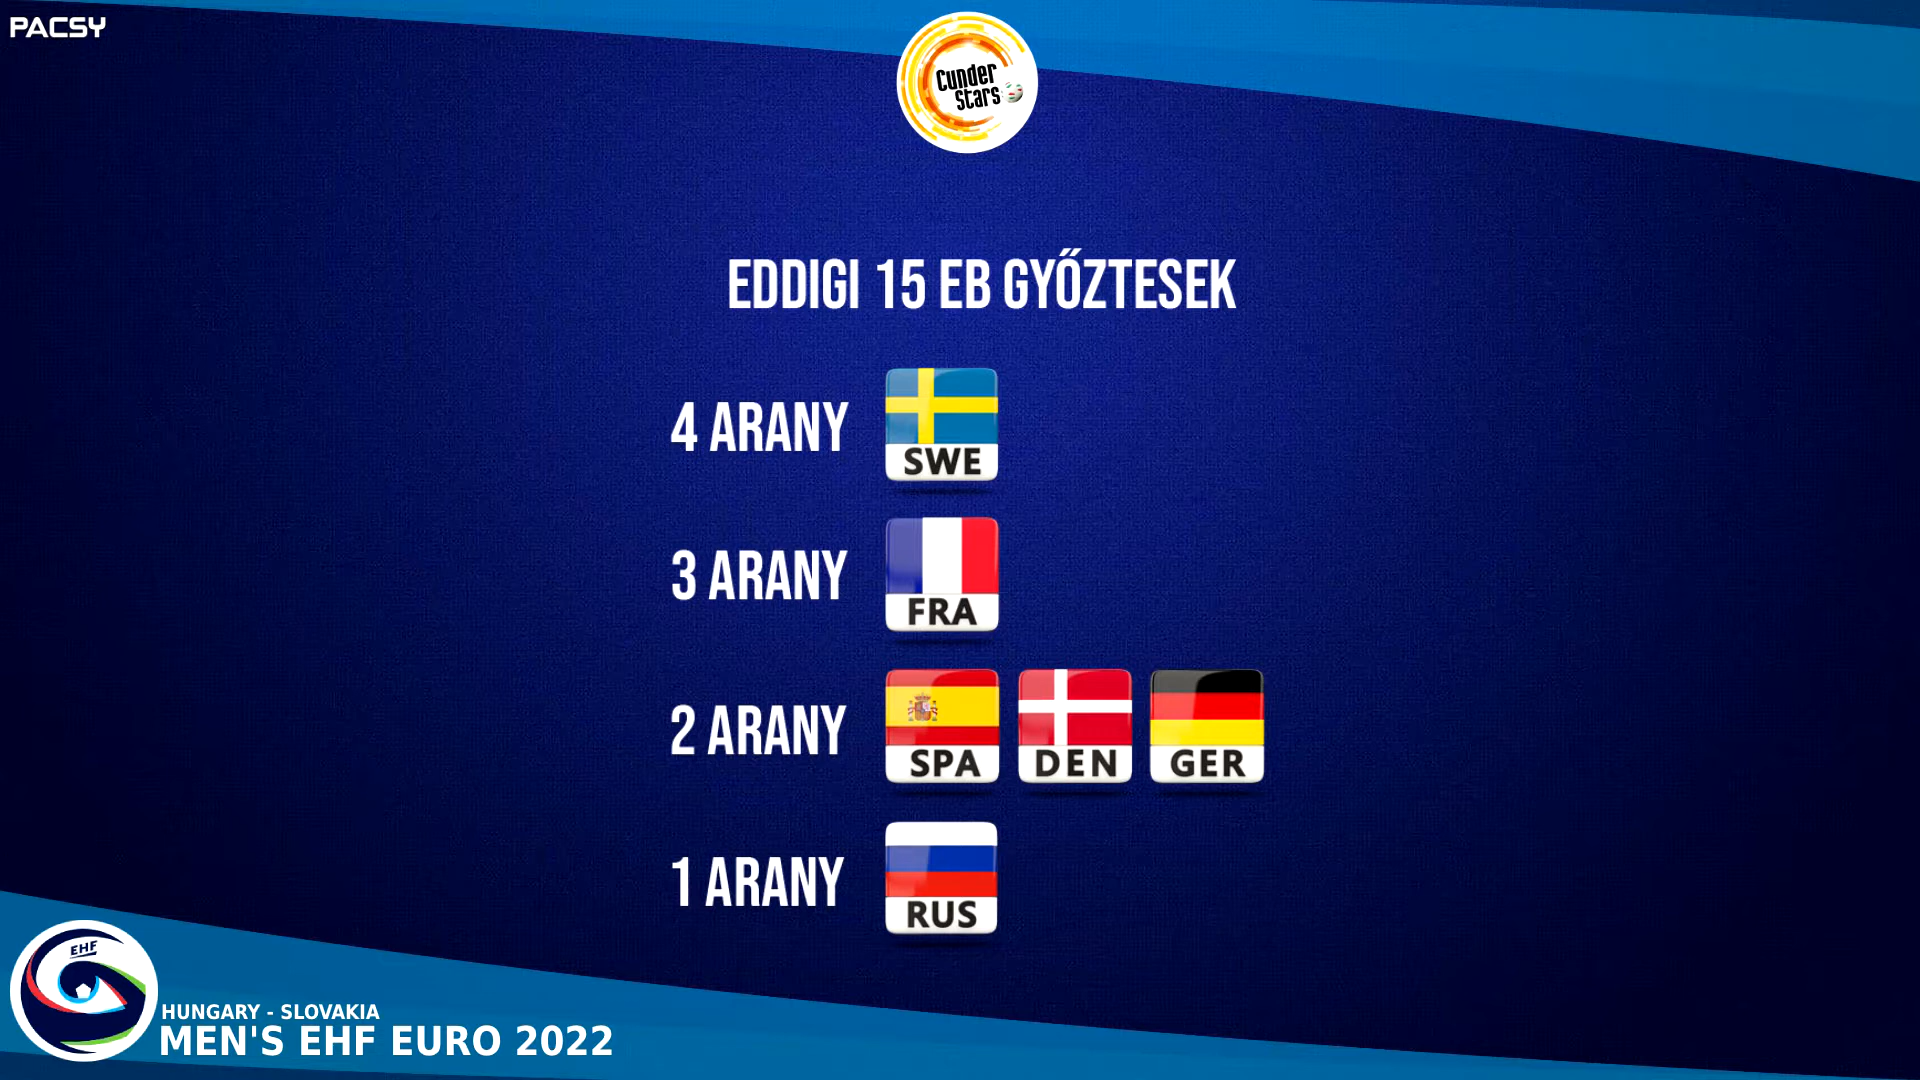 PACSY
Cunder
stars
EDDIGI 15 EB GYŐZTESEK
4 ARANY
SWE
3 ARANY
FRA
2 ARANY
SPA DEN GER
1 ARANY
RUS
EHF
HUNGARY - SLOVAKIA
MEN'S EHF EURO 2022